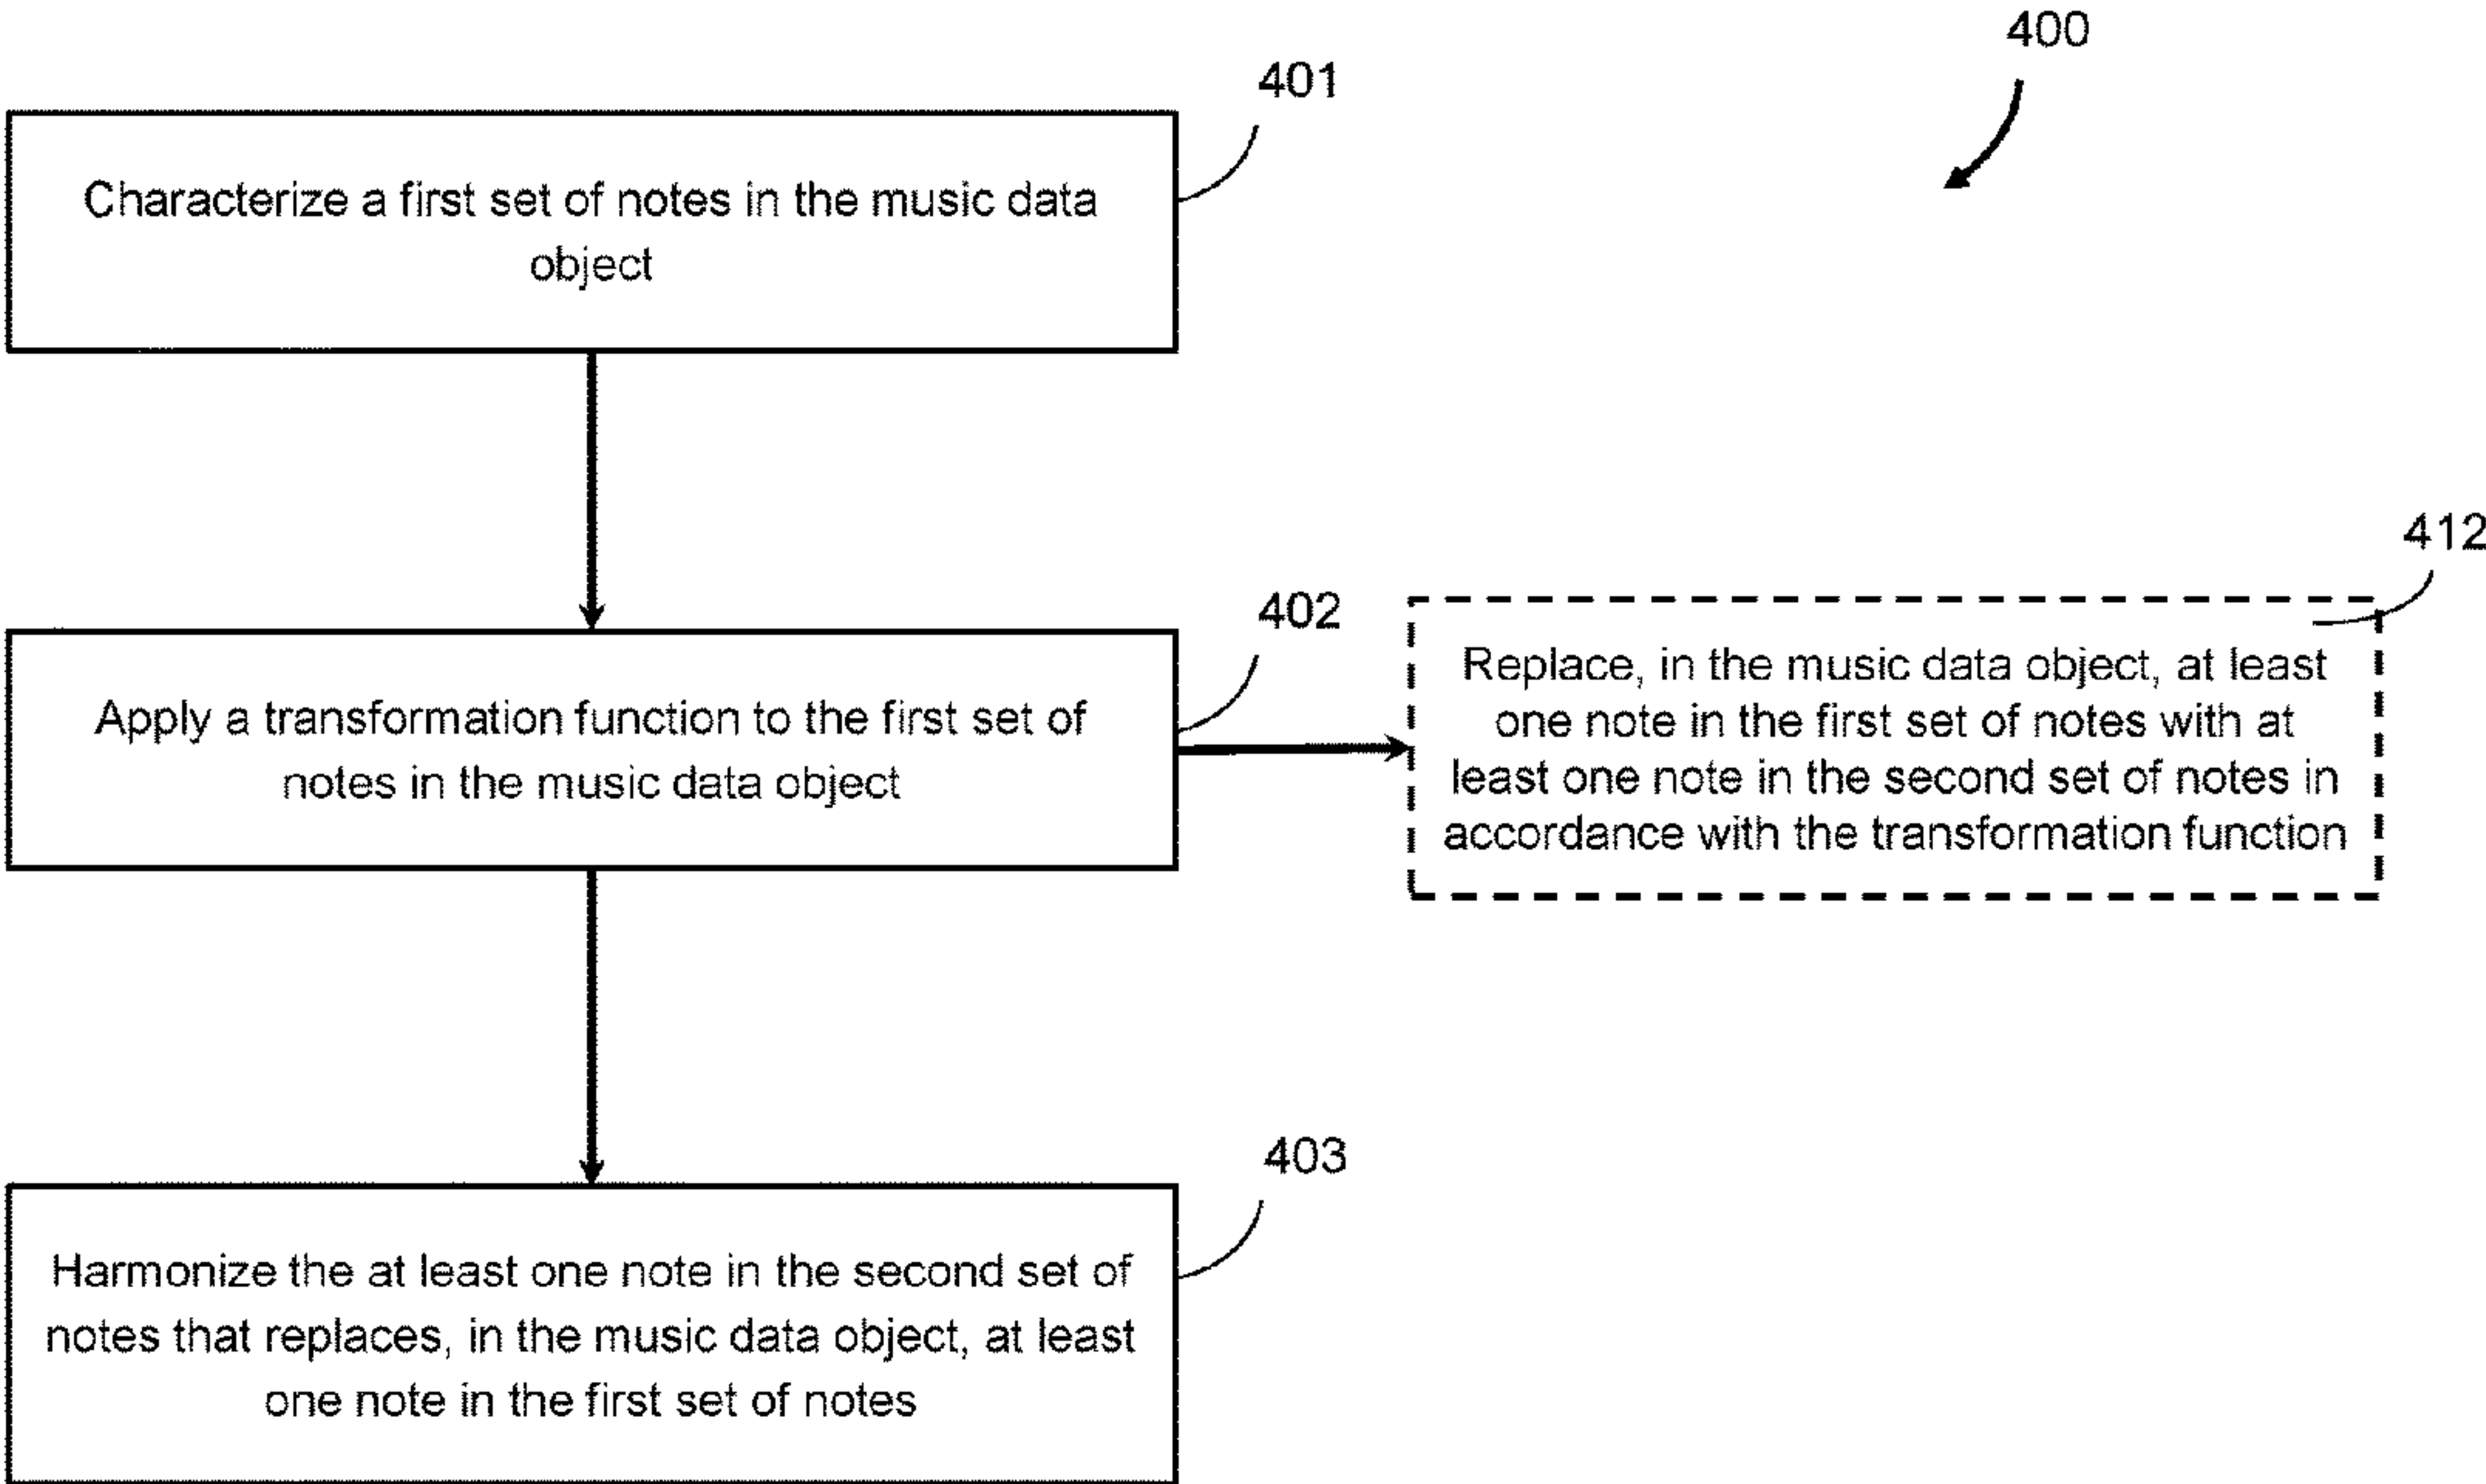 400
401
Characterize a first set of notes in the music data
object
412
402
Apply a transformation function to the first set of
notes in the music data object
Replace, in the music data object, at least
one note in the first set of notes with at
least one note in the second set of notes in
accordance with the transformation function
403
Harmonize the at least one note in the second set of
notes that replaces, in the music data object, at least
one note in the first set of notes